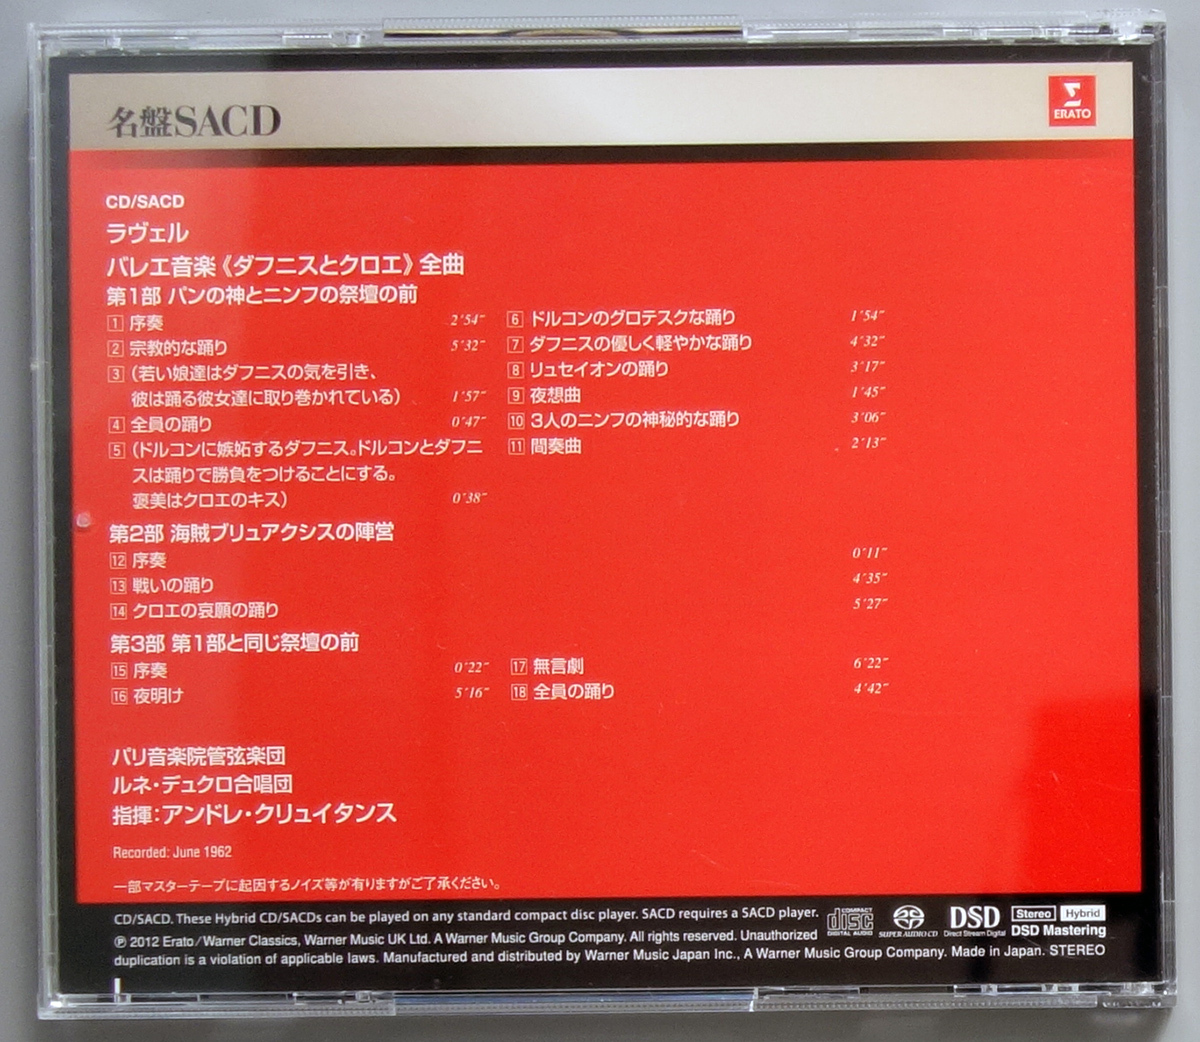 名盤SACD
ERATO
CD/SACD
ラヴェル
バレエ音楽《ダフニスとクロエ》全曲
第1部 パンの神とニンフの祭壇の前
1 序奏 2'54"
2 宗教的な踊り 5'32"
3 (若い娘達はダフニスの気を引き、
彼は踊る彼女達に取り巻かれている) 1'57"
4 全員の踊り 0'47"
5 (ドルコンに嫉妬するダフニス。ドルコンとダフニ
スは踊りで勝負をつけることにする。
褒美はクロエのキス) 0'38"
6 ドルコンのグロテスクな踊り 1'54"
7 ダフニスの優しく軽やかな踊り 4'32"
8 リュセイオンの踊り 3'17"
9 夜想曲 1'45"
10 3人のニンフの神秘的な踊り 3'06"
11 間奏曲 2'13"
第2部 海賊ブリュアクシスの陣営
12 序奏 0'11"
13 戦いの踊り 4'35"
14 クロエの哀願の踊り 5'27"
第3部 第1部と同じ祭壇の前
15 序奏 0'22"
16 夜明け 5'16"
17 無言劇 6'22"
18 全員の踊り 4'42"
パリ音楽院管弦楽団
ルネ・デュクロ合唱団
指揮:アンドレ・クリュイタンス
Recorded: June 1962
一部マスターテープに起因するノイズ等が有りますがご了承ください。
CD/SACD. These Hybrid CD/SACDs can be played on any standard compact disc player. SACD requires a SACD player.
℗ 2012 Erato/Warner Classics, Warner Music UK Ltd. A Warner Music Group Company. All rights reserved. Unauthorized
duplication is a violation of applicable laws. Manufactured and distributed by Warner Music Japan Inc., A Warner Music Group Company. Made in Japan. STEREO
COMPACT disc DIGITAL AUDIO
SUPER AUDIO CD
DSD
Direct Stream Digital
Stereo Hybrid
DSD Mastering